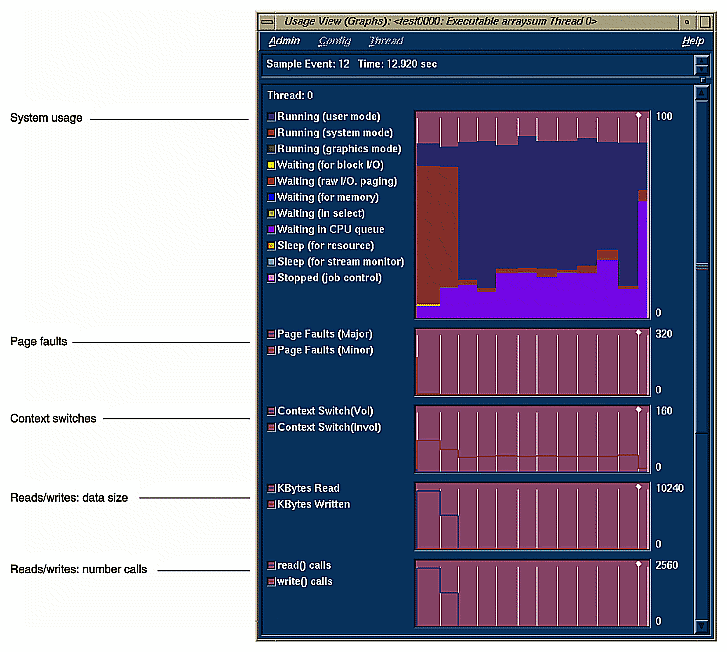 Usage View (Graphs): <test0000: Executable arraysum Thread 0>
Admin Config Thread Help
Sample Event: 12 Time: 12.920 sec
Thread: 0
System usage
Running (user mode) 100
Running (system mode)
Running (graphics mode)
Waiting (for block I/O)
Waiting (raw I/O. paging)
Waiting (for memory)
Waiting (in select)
Waiting in CPU queue
Sleep (for resource)
Sleep (for stream monitor)
Stopped (job control)
0
Page faults
Page Faults (Major) 320
Page Faults (Minor)
0
Context switches
Context Switch(Vol) 160
Context Switch(Invol)
0
Reads/writes: data size
KBytes Read 10240
KBytes Written
0
Reads/writes: number calls
read() calls 2560
write() calls
0